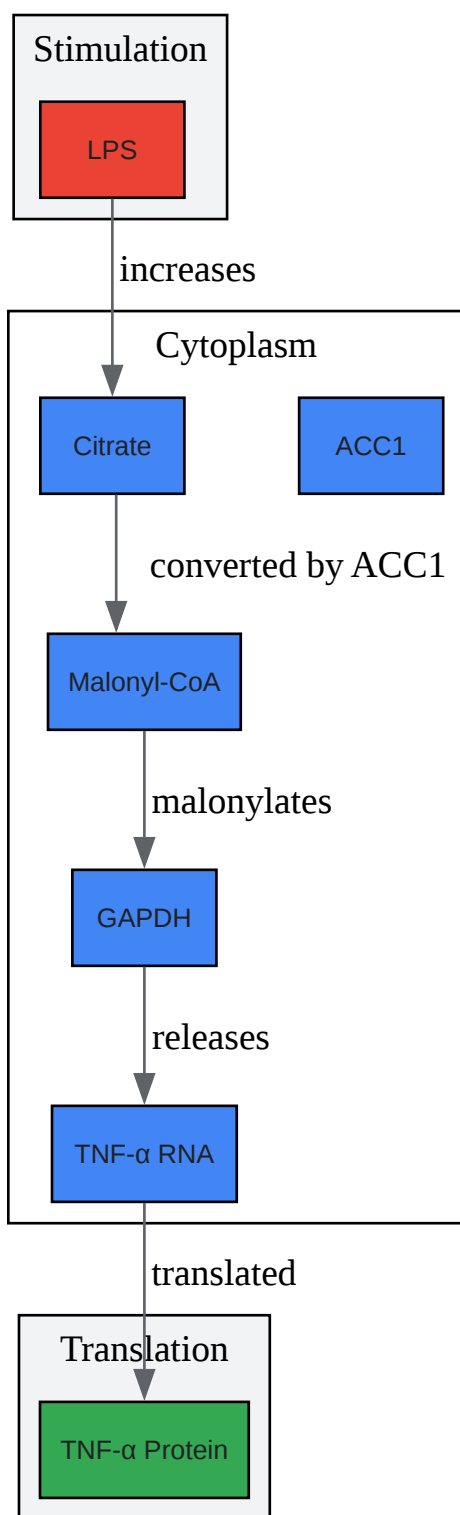 Stimulation
LPS
increases
Cytoplasm
Citrate
ACC1
converted by ACC1
Malonyl-CoA
malonylates
GAPDH
releases
TNF-α RNA
translated
Translation
TNF-α Protein